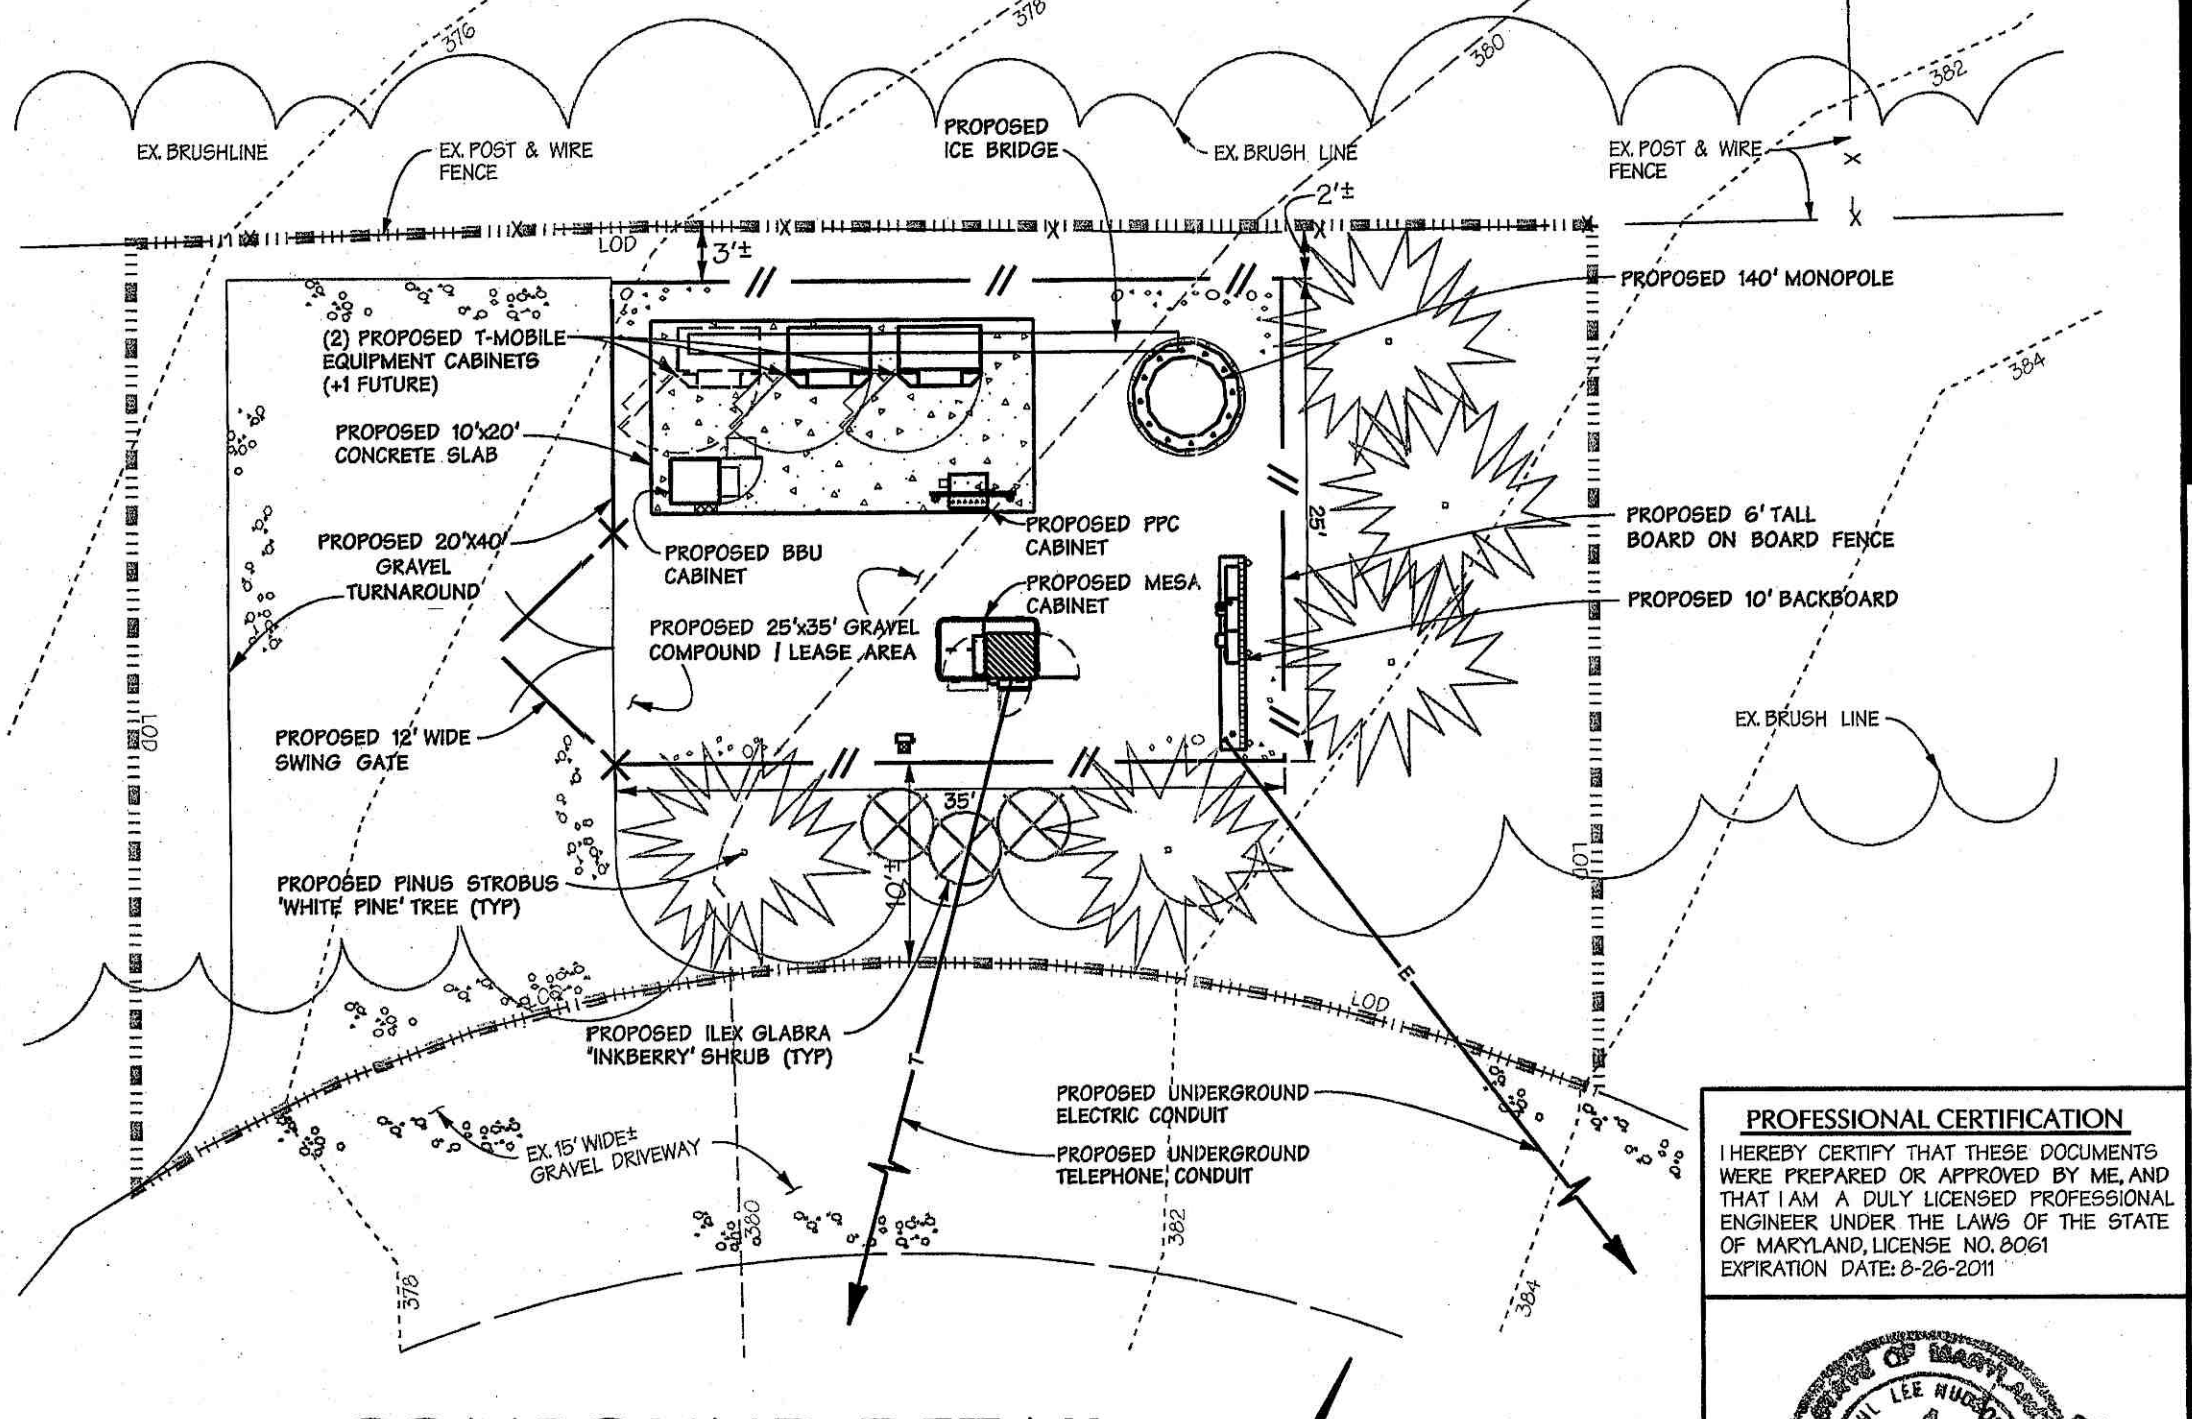 376
378
380
382
EX. BRUSHLINE
EX. POST & WIRE
FENCE
PROPOSED
ICE BRIDGE
EX. BRUSH LINE
EX. POST & WIRE
FENCE
X
X
2'±
LOD
3'±
PROPOSED 140' MONOPOLE
(2) PROPOSED T-MOBILE
EQUIPMENT CABINETS
(+1 FUTURE)
384
PROPOSED 10'x20'
CONCRETE SLAB
PROPOSED 20'X40'
GRAVEL
TURNAROUND
PROPOSED BBU
CABINET
PROPOSED PPC
CABINET
25'
PROPOSED 6' TALL
BOARD ON BOARD FENCE
PROPOSED MESA
CABINET
PROPOSED 10' BACKBOARD
PROPOSED 25'x35' GRAVEL
COMPOUND / LEASE AREA
LOD
PROPOSED 12' WIDE
SWING GATE
EX. BRUSH LINE
35'
10'±
LOD
PROPOSED PINUS STROBUS
'WHITE PINE' TREE (TYP)
E
LOD
LOD
PROPOSED ILEX GLABRA
'INKBERRY' SHRUB (TYP)
T
PROPOSED UNDERGROUND
ELECTRIC CONDUIT
EX. 15' WIDE±
GRAVEL DRIVEWAY
PROPOSED UNDERGROUND
TELEPHONE CONDUIT
378
380
382
384
PROFESSIONAL CERTIFICATION
I HEREBY CERTIFY THAT THESE DOCUMENTS
WERE PREPARED OR APPROVED BY ME, AND
THAT I AM A DULY LICENSED PROFESSIONAL
ENGINEER UNDER THE LAWS OF THE STATE
OF MARYLAND, LICENSE NO. 8061
EXPIRATION DATE: 8-26-2011
STATE OF MARYLAND
LEE